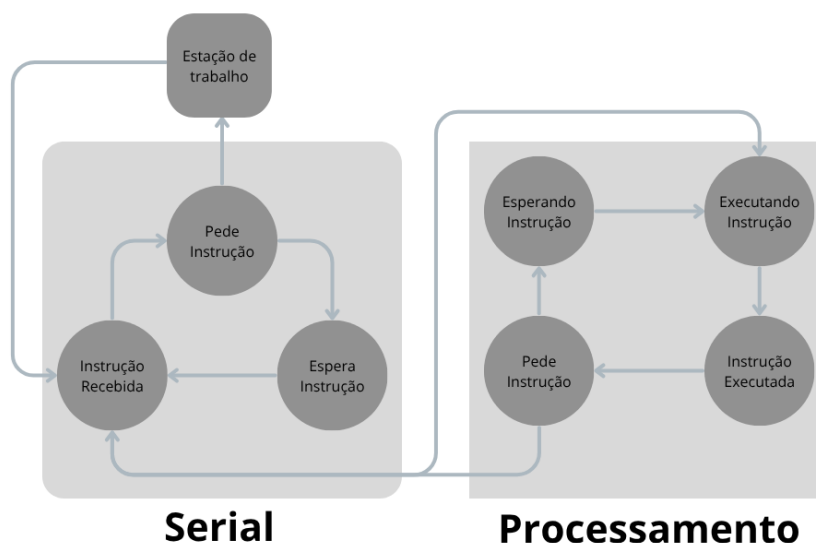 Estação de
trabalho
Pede
Instrução
Instrução
Recebida
Espera
Instrução
Serial
Esperando
Instrução
Executando
Instrução
Pede
Instrução
Instrução
Executada
Processamento